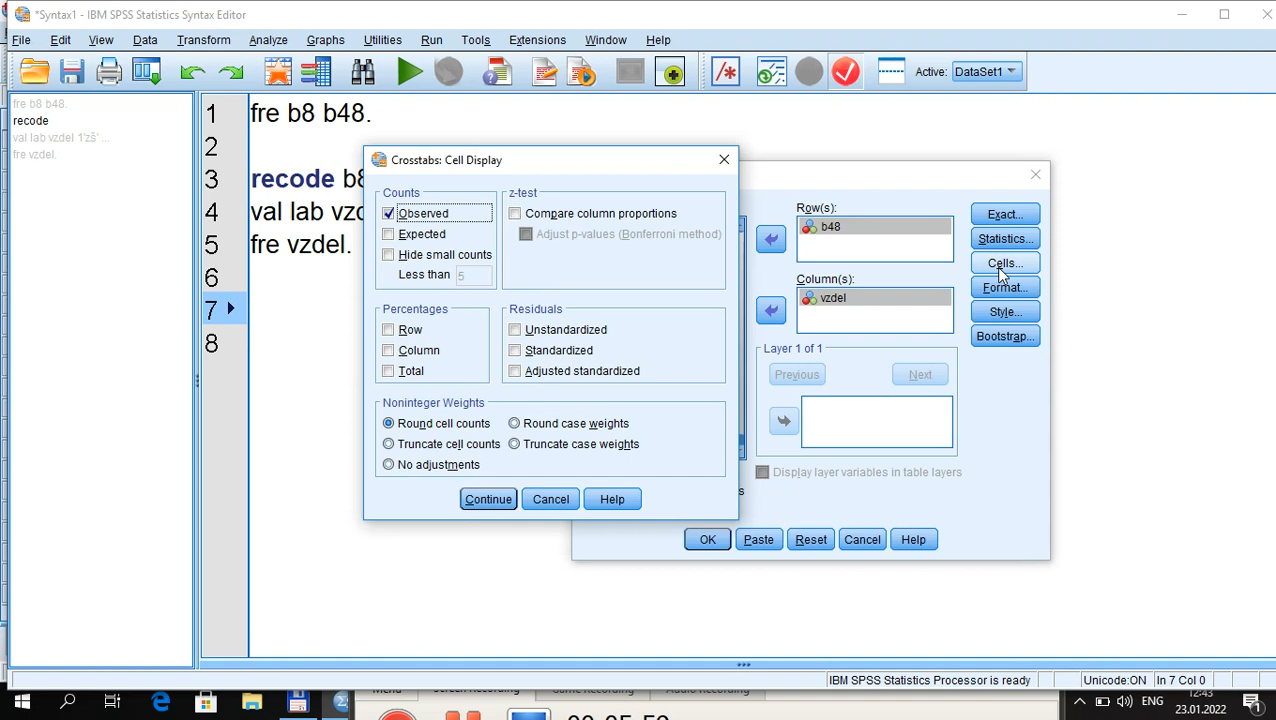 *Syntax1 - IBM SPSS Statistics Syntax Editor
File Edit View Data Transform Graphs Analyze Utilities Run Tools Extensions Window Help
Active: DataSet1
fre b8 b48.
recode
val lab vzdel 1'zš' ...
fre vzdel.
1 fre b8 b48.
2
3 recode b8
4 val lab vzd
5 fre vzdel.
6
7
8
Crosstabs: Cell Display
Counts
Observed
Expected
Hide small counts
Less than 5
z-test
Compare column proportions
Adjust p-values (Bonferroni method)
Percentages
Row
Column
Total
Residuals
Unstandardized
Standardized
Adjusted standardized
Noninteger Weights
Round cell counts Round case weights
Truncate cell counts Truncate case weights
No adjustments
Continue Cancel Help
Row(s):
b48
Column(s):
vzdel
Layer 1 of 1
Previous Next
Display layer variables in table layers
s
Exact...
Statistics...
Cells...
Format...
Style...
Bootstrap...
OK Paste Reset Cancel Help
IBM SPSS Statistics Processor is ready Unicode:ON In 7 Col 0
ENG
12:43
23.01.2022
1